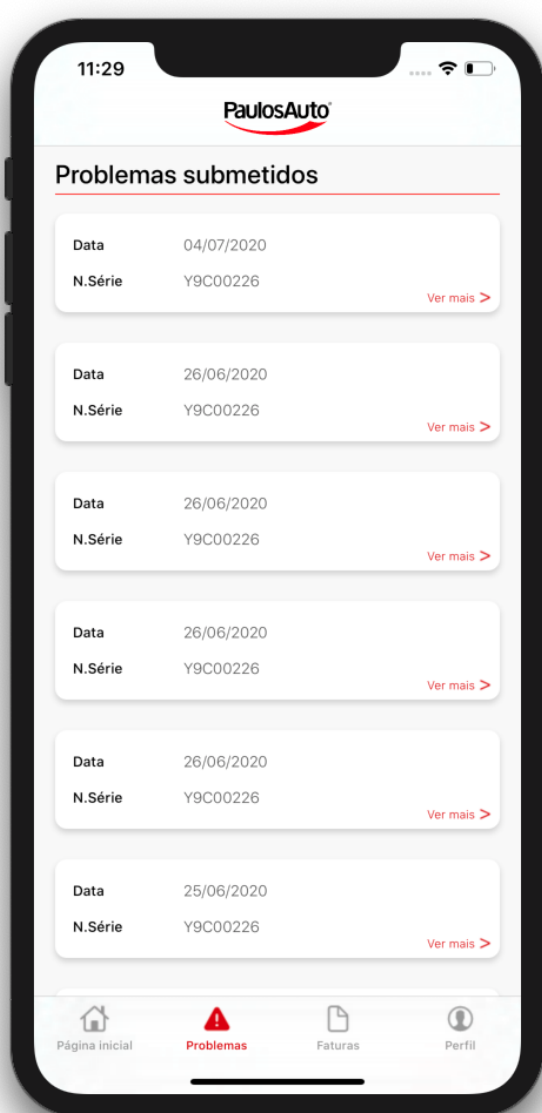 11:29
PaulosAuto
Problemas submetidos
Data 04/07/2020
N.Série Y9C00226
Ver mais >
Data 26/06/2020
N.Série Y9C00226
Ver mais >
Data 26/06/2020
N.Série Y9C00226
Ver mais >
Data 26/06/2020
N.Série Y9C00226
Ver mais >
Data 26/06/2020
N.Série Y9C00226
Ver mais >
Data 25/06/2020
N.Série Y9C00226
Ver mais >
Página inicial Problemas Faturas Perfil